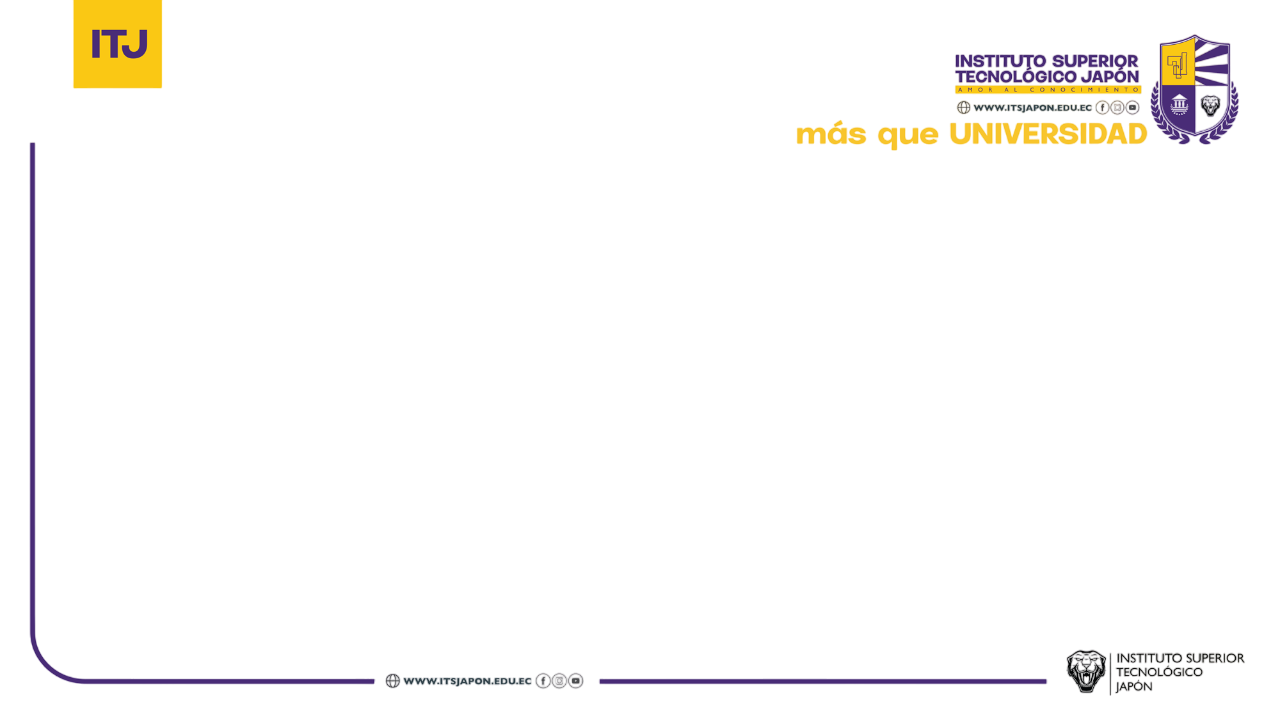 ITJ
INSTITUTO SUPERIOR
TECNOLÓGICO JAPÓN
AMOR AL CONOCIMIENTO
WWW.ITSJAPON.EDU.EC
más que UNIVERSIDAD
WWW.ITSJAPON.EDU.EC
INSTITUTO SUPERIOR
TECNOLÓGICO
JAPÓN